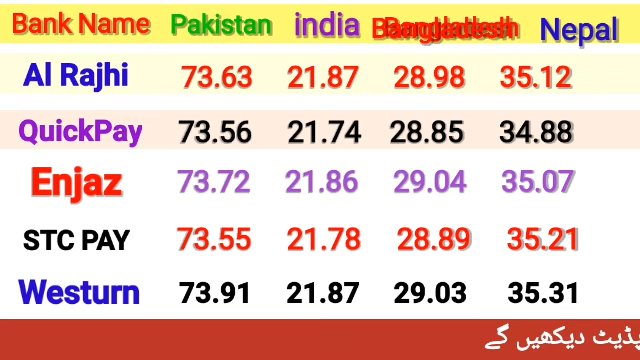 Bank Name Pakistan india Bangladesh Nepal
Al Rajhi 73.63 21.87 28.98 35.12
QuickPay 73.56 21.74 28.85 34.88
Enjaz 73.72 21.86 29.04 35.07
STC PAY 73.55 21.78 28.89 35.21
Westurn 73.91 21.87 29.03 35.31
دیکھیں گے